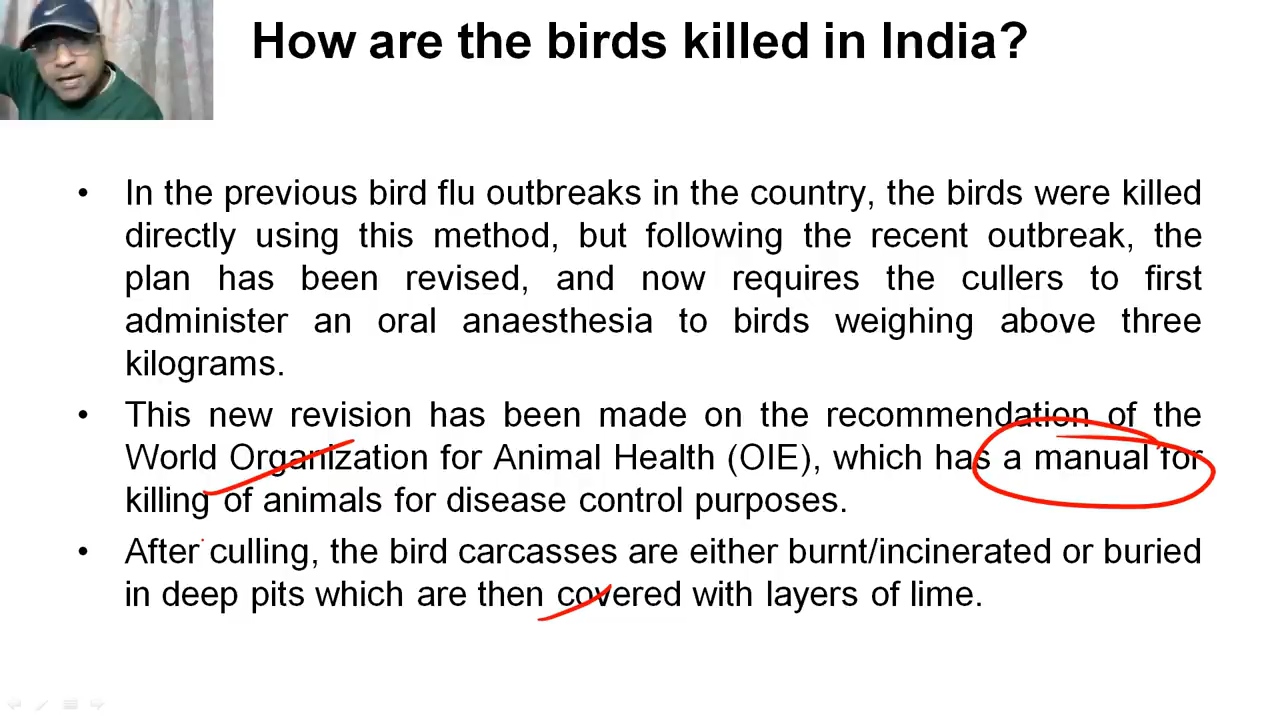 How are the birds killed in India?
• In the previous bird flu outbreaks in the country, the birds were killed
directly using this method, but following the recent outbreak, the
plan has been revised, and now requires the cullers to first
administer an oral anaesthesia to birds weighing above three
kilograms.
• This new revision has been made on the recommendation of the
World Organization for Animal Health (OIE), which has a manual for
killing of animals for disease control purposes.
• After culling, the bird carcasses are either burnt/incinerated or buried
in deep pits which are then covered with layers of lime.